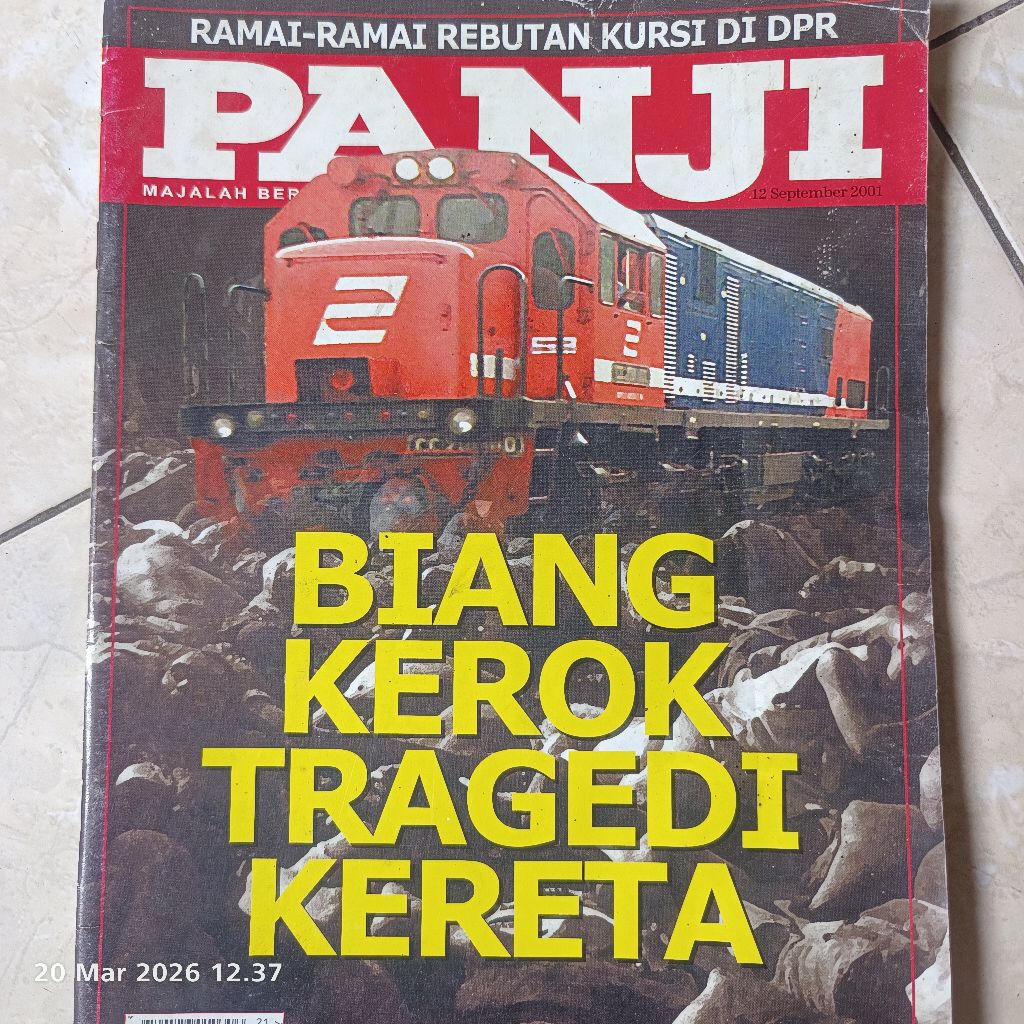 RAMAI-RAMAI REBUTAN KURSI DI DPR
PANJI
MAJALAH BER
12 September 2001
BIANG
KEROK
TRAGEDI
KERETA
20 Mar 2026 12.37
21